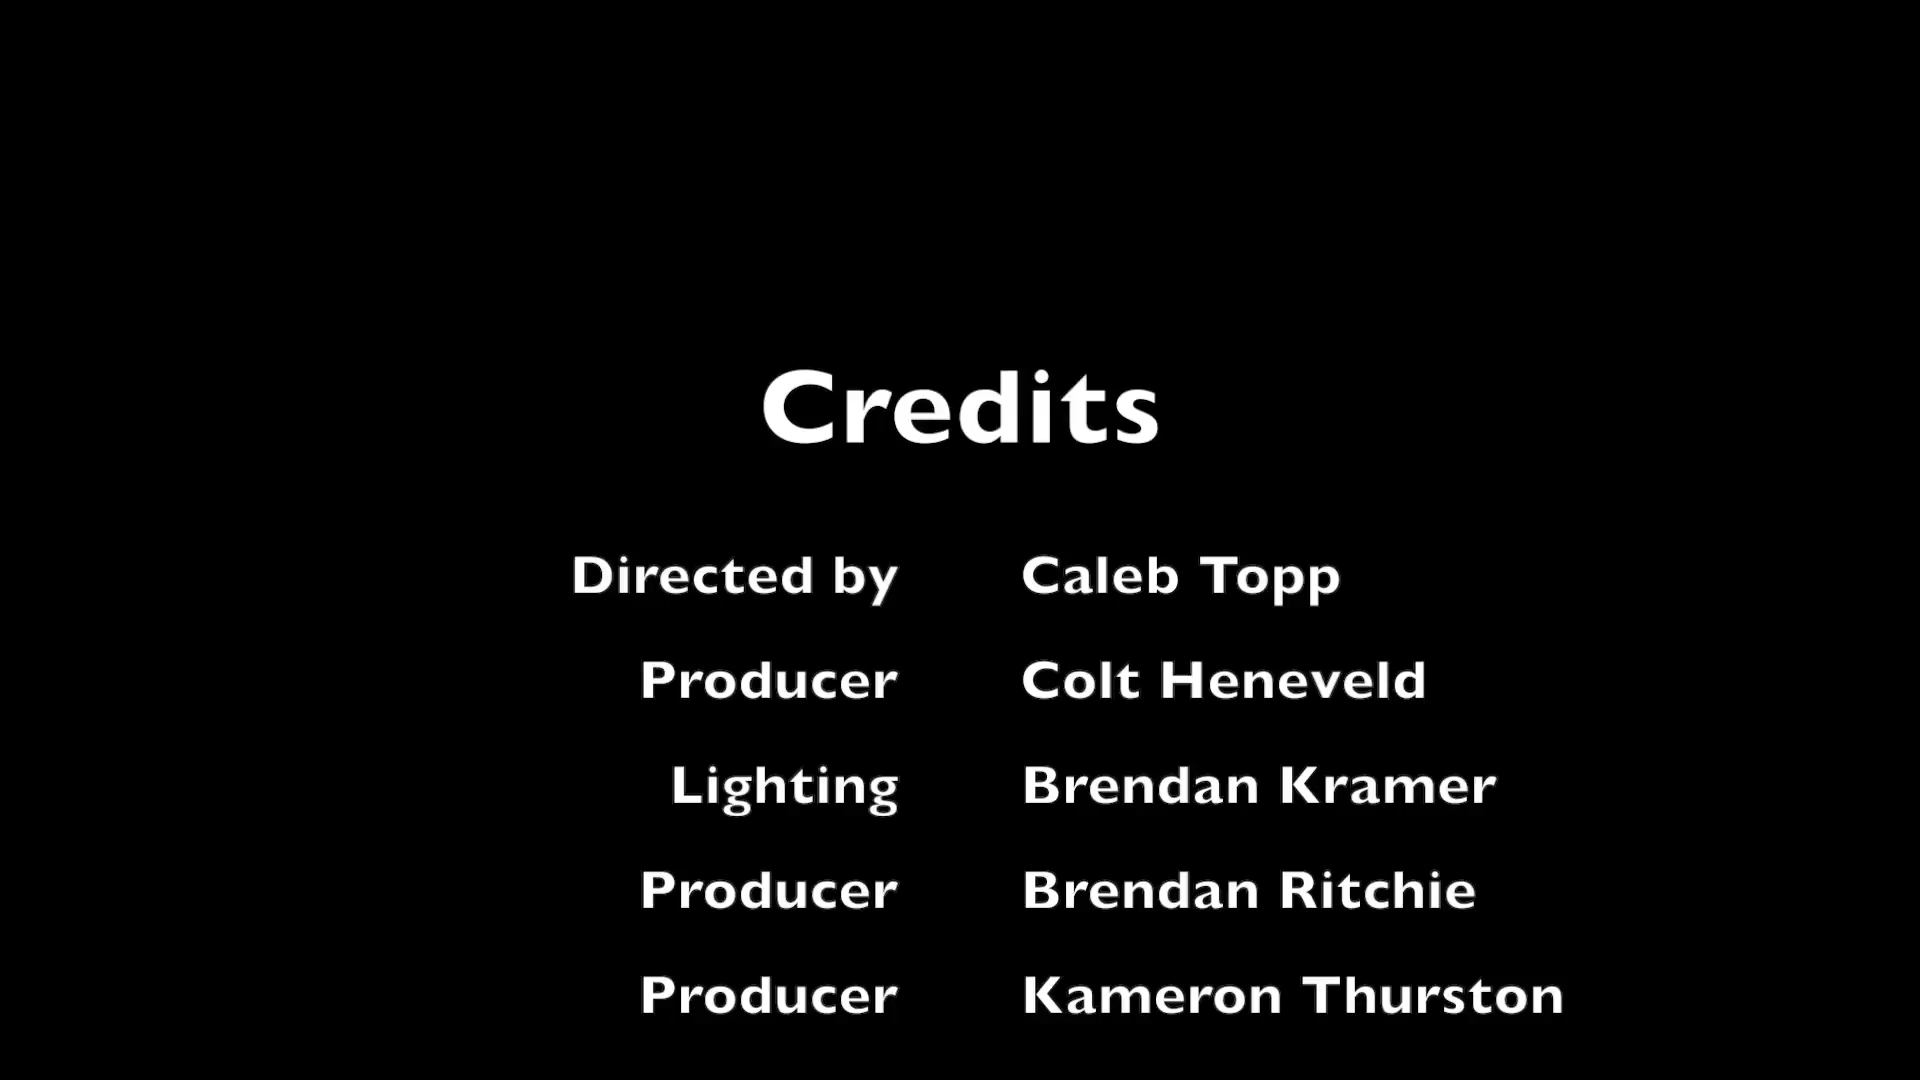 Credits
Directed by Caleb Topp
Producer Colt Heneveld
Lighting Brendan Kramer
Producer Brendan Ritchie
Producer Kameron Thurston